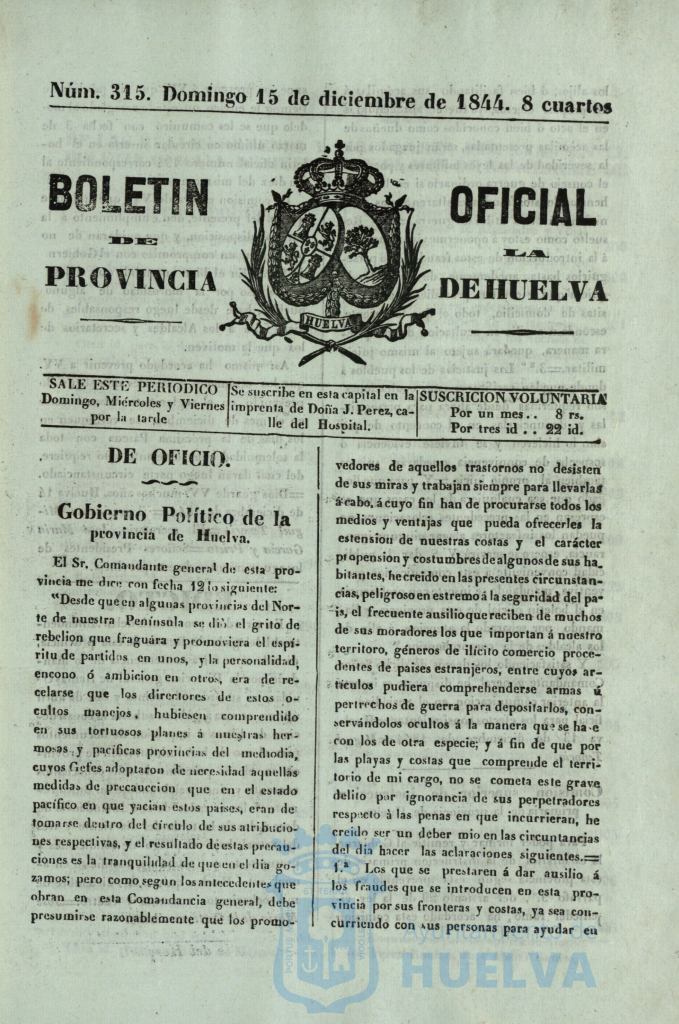 Núm. 315. Domingo 15 de diciembre de 1844. 8 cuartos
BOLETIN OFICIAL
DE LA
PROVINCIA DE HUELVA
HUELVA
SALE ESTE PERIODICO
Domingo, Miércoles y Viernes
por la tarde
Se suscribe en esta capital en la
imprenta de Doña J. Perez, ca-
lle del Hospital.
SUSCRICION VOLUNTARIA
Por un mes.. 8 rs.
Por tres id .. 22 id.
DE OFICIO.
Gobierno Político de la
provincia de Huelva.
El Sr. Comandante general de esta pro-
vincia me dice con fecha 12 lo siguiente:
"Desde que en algunas provincias del Nor-
te de nuestra Península se dió el grito de
rebelion que fraguára y promoviera el espí-
ritu de partidos en unos, y la personalidad,
encono ó ambicion en otros, era de re-
celarse que los directores de estos o-
cultos manejos, hubiesen comprendido
en sus tortuosos planes á nuestras her-
mosas y pacíficas provincias del mediodia,
cuyos Gefes adoptaron de necesidad aquellas
medidas de precauccion que en el estado
pacífico en que yacian estos paises, eran de
tomarse dentro del círculo de sus atribucio-
nes respectivas, y el resultado de estas precau-
ciones es la tranquilidad de que en el dia go-
zamos; pero como segun los antecedentes que
obran en esta Comandancia general, debe
presumirse razonablemente que los promo-
vedores de aquellos trastornos no desisten
de sus miras y trabajan siempre para llevarlas
á cabo, á cuyo fin han de procurarse todos los
medios y ventajas que pueda ofrecerles la
estension de nuestras costas y el carácter
propension y costumbres de algunos de sus ha-
bitantes, he creido en las presentes circunstan-
cias, peligroso en estremo á la seguridad del pa-
is, el frecuente ausilio que reciben de muchos
de sus moradores los que importan á nuestro
territoro, géneros de ilícito comercio proce-
dentes de paises estranjeros, entre cuyos ar-
tículos pudiera comprehenderse armas ú
pertrechos de guerra para depositarlos, con-
servándolos ocultos á la manera que se hace
con los de otra especie; y á fin de que por
las playas y costas que comprende el terri-
torio de mi cargo, no se cometa este grave
delito por ignorancia de sus perpetradores
respecto á las penas en que incurrieran, he
creido ser un deber mio en las circuntancias
del dia hacer las aclaraciones siguientes.=
1.ª Los que se prestaren á dar ausilio á
los fraudes que se introducen en esta pro-
vincia por sus fronteras y costas, ya sea con-
curriendo con sus personas para ayudar en
HUELVA